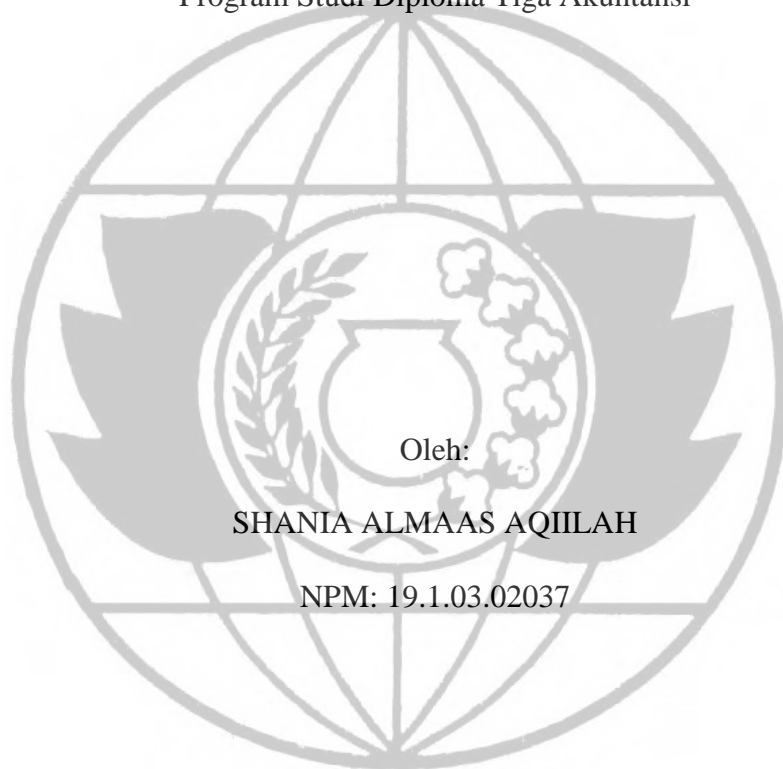 Program Studi Diploma Tiga Akuntansi
Oleh:
SHANIA ALMAAS AQIILAH
NPM: 19.1.03.02037